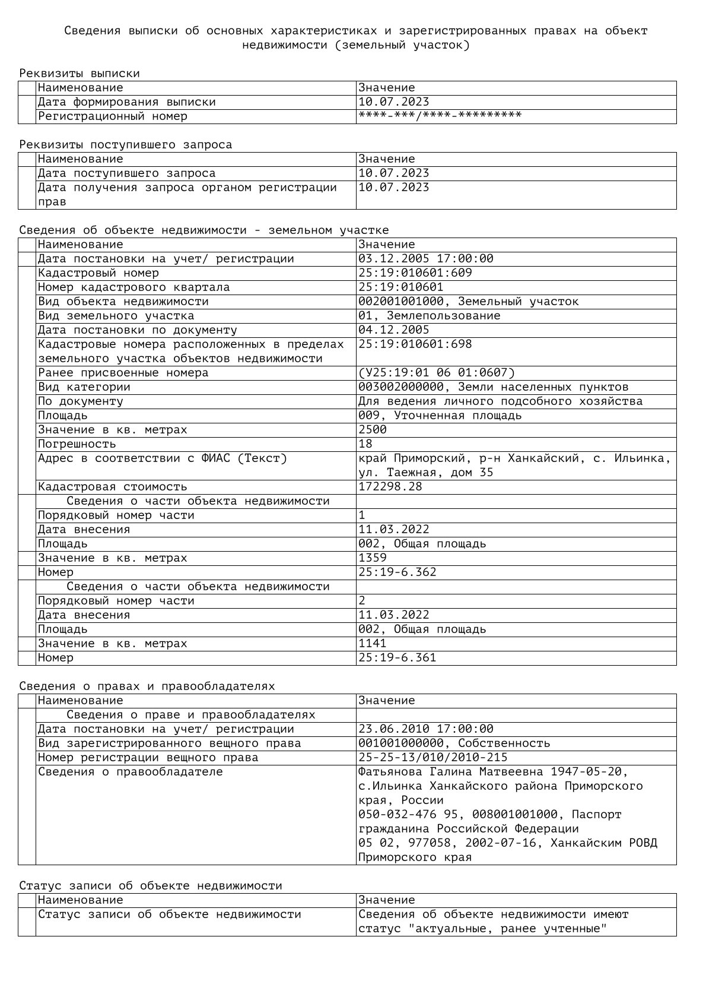 Сведения выписки об основных характеристиках и зарегистрированных правах на объект
недвижимости (земельный участок)
Реквизиты выписки
Наименование Значение
Дата формирования выписки 10.07.2023
Регистрационный номер ****-***/****-*********
Реквизиты поступившего запроса
Наименование Значение
Дата поступившего запроса 10.07.2023
Дата получения запроса органом регистрации 10.07.2023
прав
Сведения об объекте недвижимости - земельном участке
Наименование Значение
Дата постановки на учет/ регистрации 03.12.2005 17:00:00
Кадастровый номер 25:19:010601:609
Номер кадастрового квартала 25:19:010601
Вид объекта недвижимости 002001001000, Земельный участок
Вид земельного участка 01, Землепользование
Дата постановки по документу 04.12.2005
Кадастровые номера расположенных в пределах 25:19:010601:698
земельного участка объектов недвижимости
Ранее присвоенные номера (У25:19:01 06 01:0607)
Вид категории 003002000000, Земли населенных пунктов
По документу Для ведения личного подсобного хозяйства
Площадь 009, Уточненная площадь
Значение в кв. метрах 2500
Погрешность 18
Адрес в соответствии с ФИАС (Текст) край Приморский, р-н Ханкайский, с. Ильинка,
ул. Таежная, дом 35
Кадастровая стоимость 172298.28
Сведения о части объекта недвижимости
Порядковый номер части 1
Дата внесения 11.03.2022
Площадь 002, Общая площадь
Значение в кв. метрах 1359
Номер 25:19-6.362
Сведения о части объекта недвижимости
Порядковый номер части 2
Дата внесения 11.03.2022
Площадь 002, Общая площадь
Значение в кв. метрах 1141
Номер 25:19-6.361
Сведения о правах и правообладателях
Наименование Значение
Сведения о праве и правообладателях
Дата постановки на учет/ регистрации 23.06.2010 17:00:00
Вид зарегистрированного вещного права 001001000000, Собственность
Номер регистрации вещного права 25-25-13/010/2010-215
Сведения о правообладателе Фатьянова Галина Матвеевна 1947-05-20,
с.Ильинка Ханкайского района Приморского
края, России
050-032-476 95, 008001001000, Паспорт
гражданина Российской Федерации
05 02, 977058, 2002-07-16, Ханкайским РОВД
Приморского края
Статус записи об объекте недвижимости
Наименование Значение
Статус записи об объекте недвижимости Сведения об объекте недвижимости имеют
статус "актуальные, ранее учтенные"